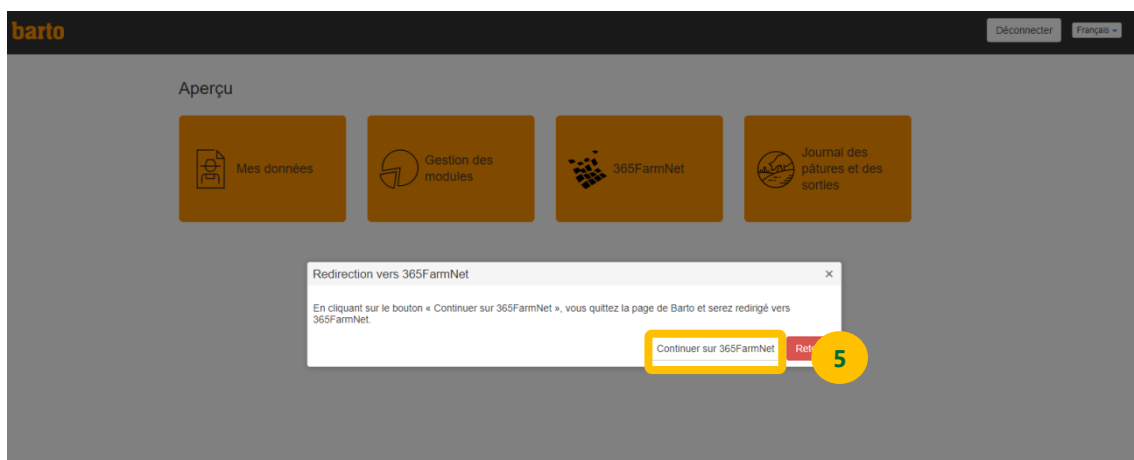 barto
Déconnecter
Français
Aperçu
Mes données
Gestion des
modules
365FarmNet
Journal des
pâtures et des
sorties
Redirection vers 365FarmNet
×
En cliquant sur le bouton « Continuer sur 365FarmNet », vous quittez la page de Barto et serez redirigé vers
365FarmNet.
Continuer sur 365FarmNet
5